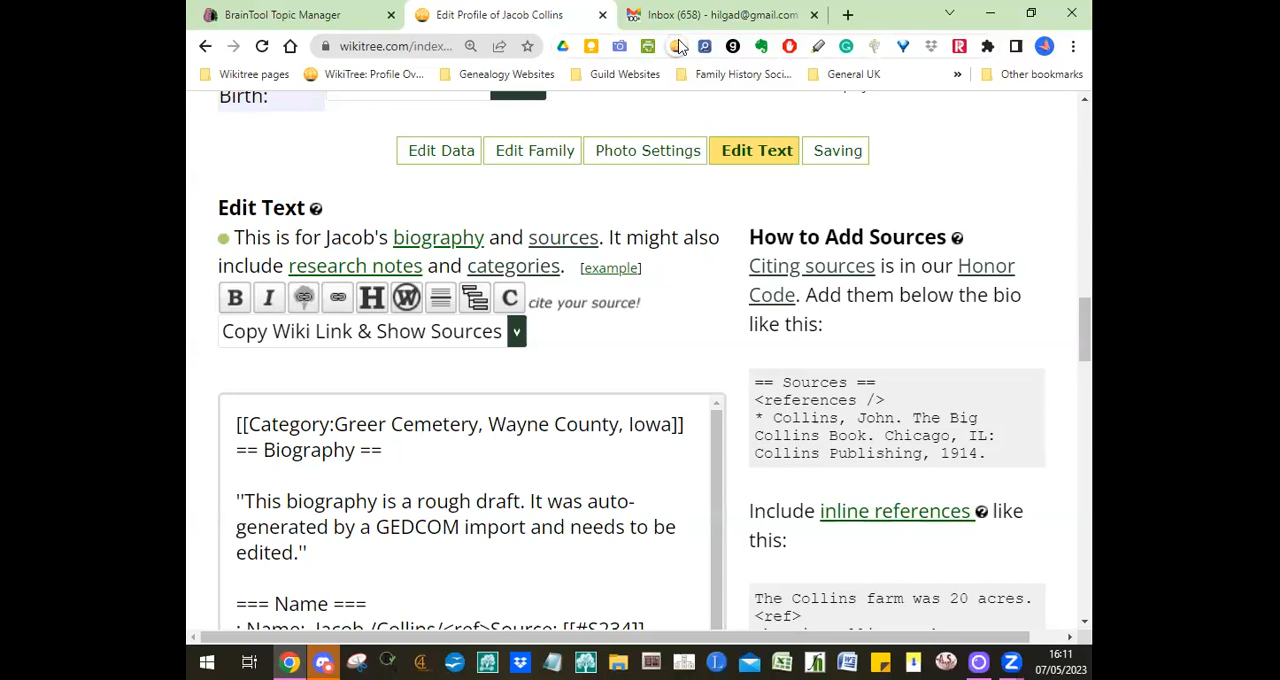 BrainTool Topic Manager
Edit Profile of Jacob Collins
Inbox (658) - hilgad@gmail.com
wikitree.com/index...
Wikitree pages
WikiTree: Profile Ov...
Genealogy Websites
Guild Websites
Family History Soci...
General UK
»
Other bookmarks
Birth:
Edit Data
Edit Family
Photo Settings
Edit Text
Saving
Edit Text
This is for Jacob's biography and sources. It might also
include research notes and categories. [example]
B I H W C cite your source!
Copy Wiki Link & Show Sources
[[Category:Greer Cemetery, Wayne County, Iowa]]
== Biography ==
''This biography is a rough draft. It was auto-
generated by a GEDCOM import and needs to be
edited.''
=== Name ===
: Name: Jacob /Collins/<ref>Source: [[#S234]]
How to Add Sources
Citing sources is in our Honor
Code. Add them below the bio
like this:
== Sources ==
<references />
* Collins, John. The Big
Collins Book. Chicago, IL:
Collins Publishing, 1914.
Include inline references like
this:
The Collins farm was 20 acres.
<ref>
16:11
07/05/2023